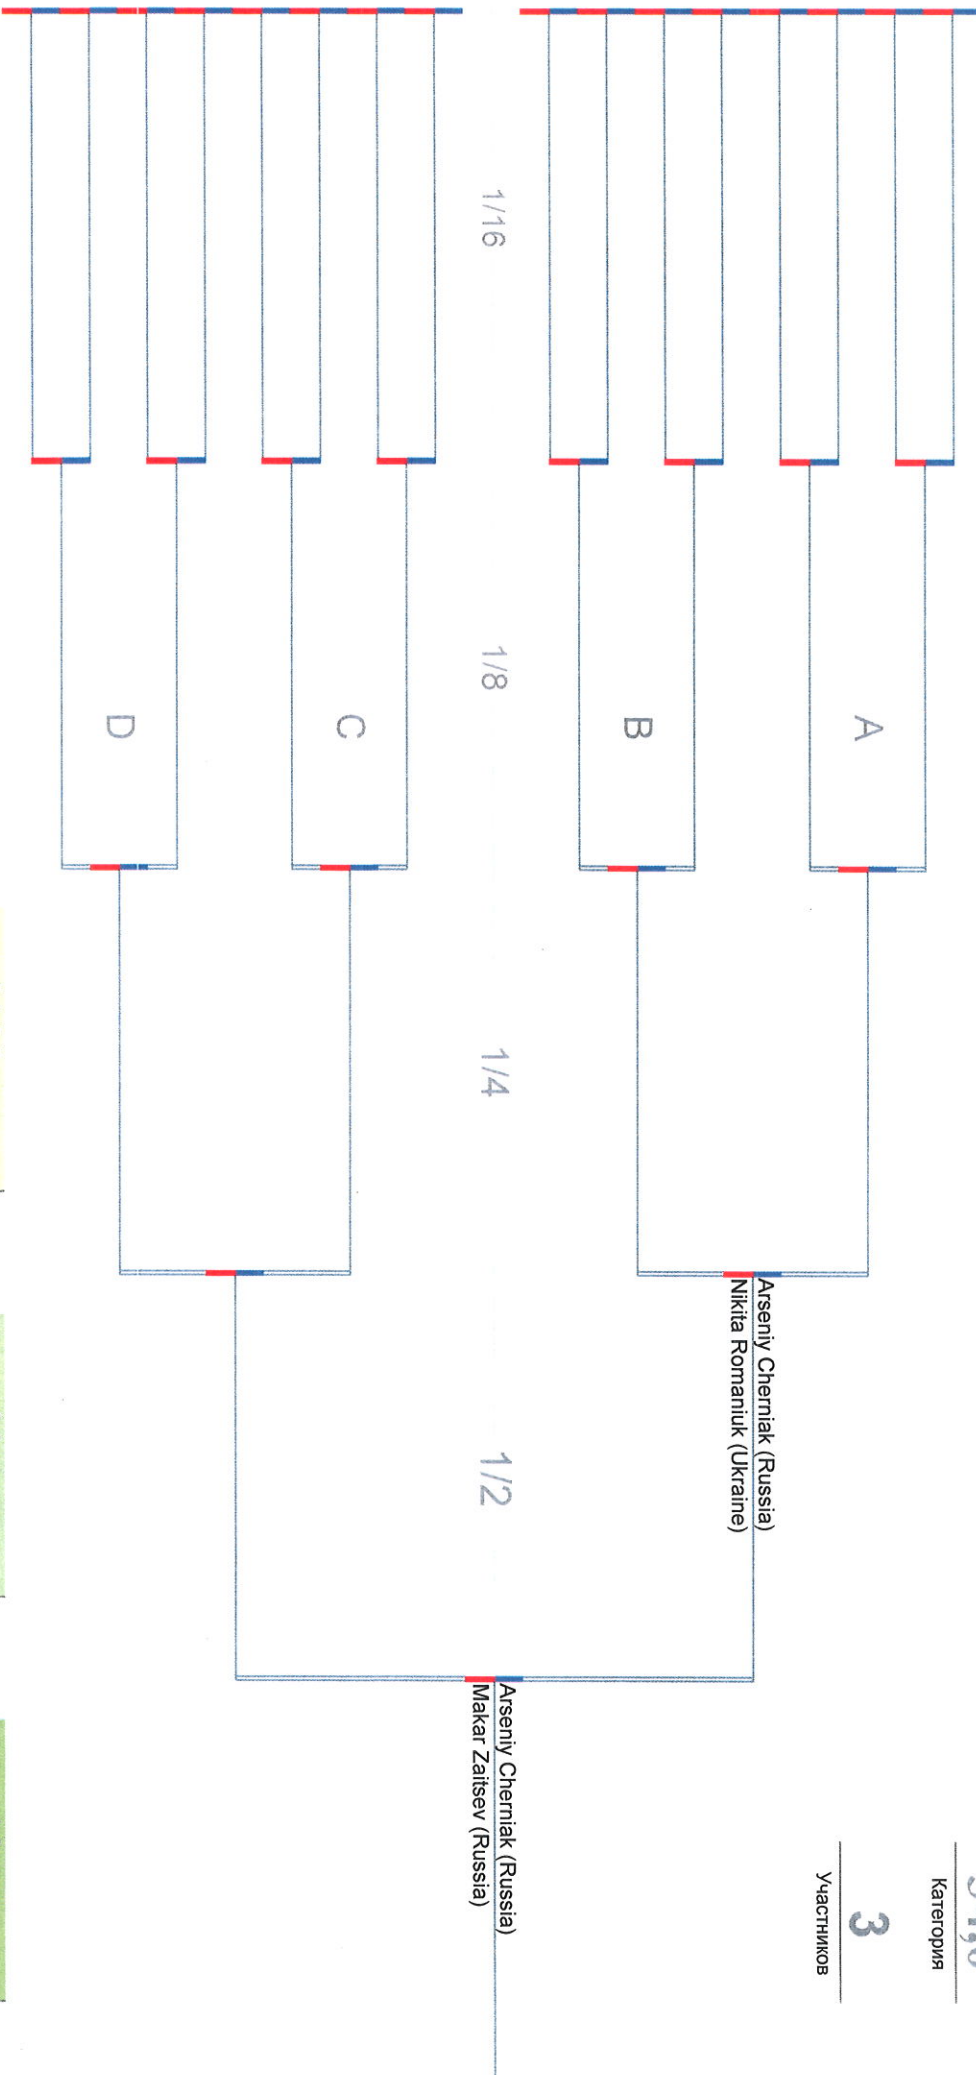 Категория
3
Участников
1/16
1/8
1/4
1/2
A
B
C
D
Arseniy Cherniak (Russia)
Nikita Romaniuk (Ukraine)
Arseniy Cherniak (Russia)
Makar Zaitsev (Russia)